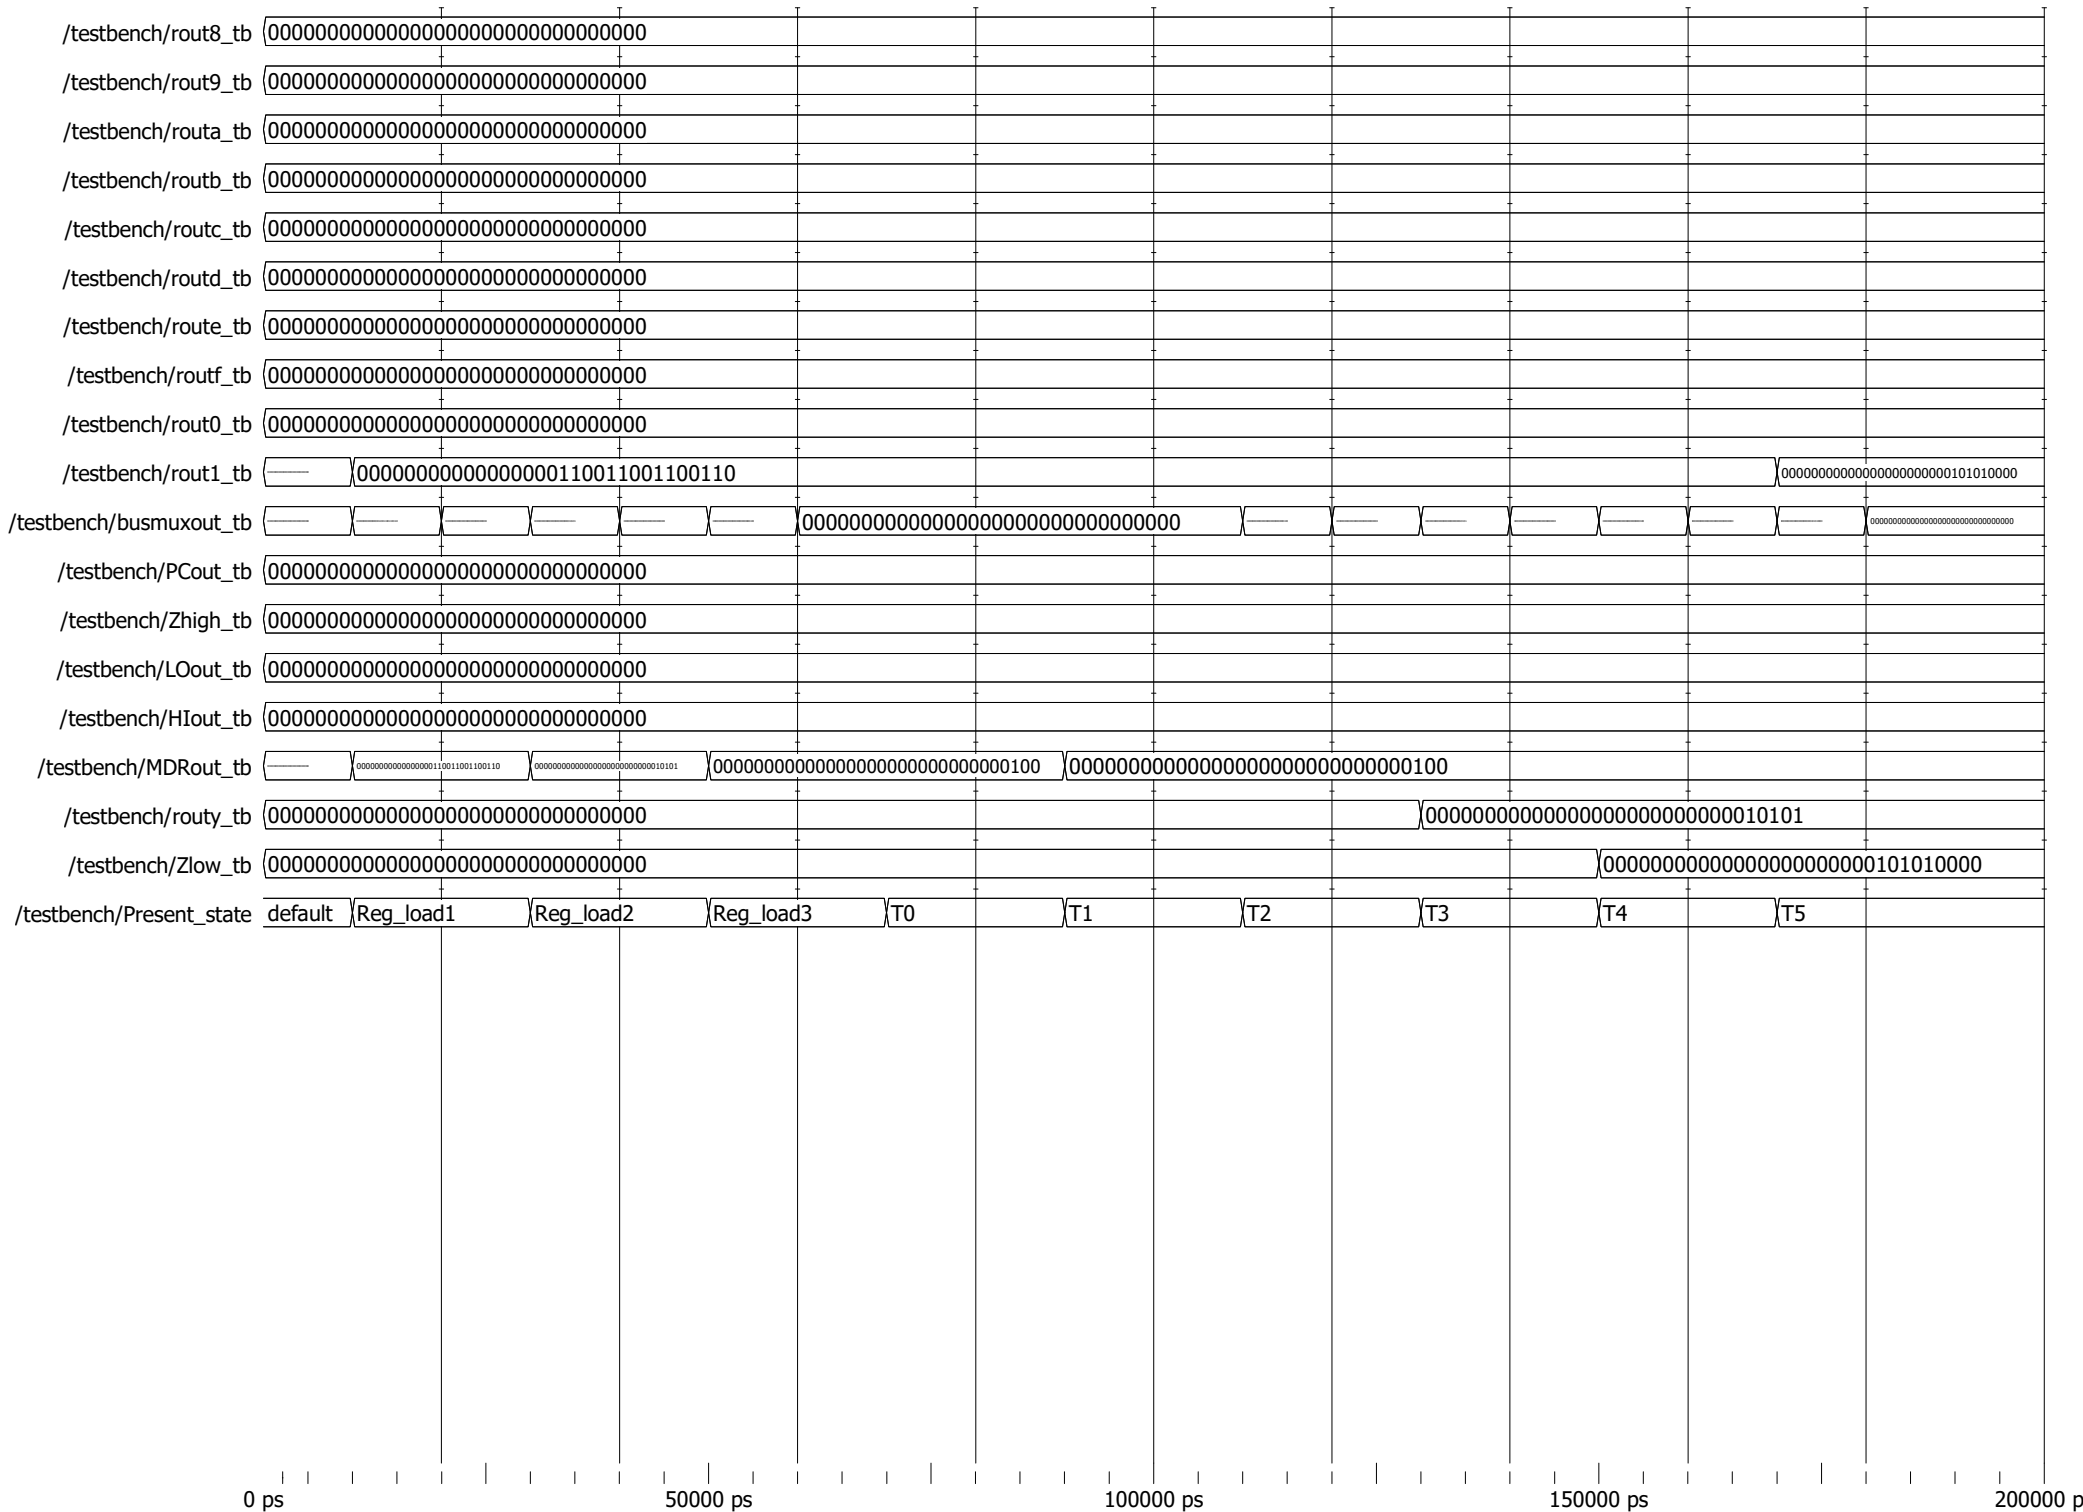 /testbench/rout8_tb 00000000000000000000000000000000
/testbench/rout9_tb 00000000000000000000000000000000
/testbench/routa_tb 00000000000000000000000000000000
/testbench/routb_tb 00000000000000000000000000000000
/testbench/routc_tb 00000000000000000000000000000000
/testbench/routd_tb 00000000000000000000000000000000
/testbench/route_tb 00000000000000000000000000000000
/testbench/routf_tb 00000000000000000000000000000000
/testbench/rout0_tb 00000000000000000000000000000000
/testbench/rout1_tb 00000000000000000110011001100110 00000000000000000000000101010000
/testbench/busmuxout_tb 00000000000000000000000000000000 00000000000000000000000000000000
/testbench/PCout_tb 00000000000000000000000000000000
/testbench/Zhigh_tb 00000000000000000000000000000000
/testbench/LOout_tb 00000000000000000000000000000000
/testbench/HIout_tb 00000000000000000000000000000000
/testbench/MDRout_tb 00000000000000000110011001100110 00000000000000000000000000010101 00000000000000000000000000000100 00000000000000000000000000000100
/testbench/routy_tb 00000000000000000000000000000000 00000000000000000000000000010101
/testbench/Zlow_tb 00000000000000000000000000000000 00000000000000000000000101010000
/testbench/Present_state default Reg_load1 Reg_load2 Reg_load3 T0 T1 T2 T3 T4 T5
0 ps 50000 ps 100000 ps 150000 ps 200000 p